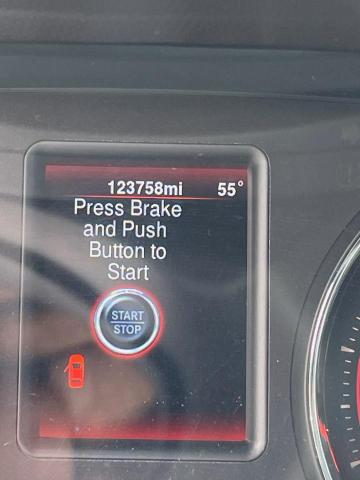 123758mi 55°
Press Brake
and Push
Button to
Start
START
STOP